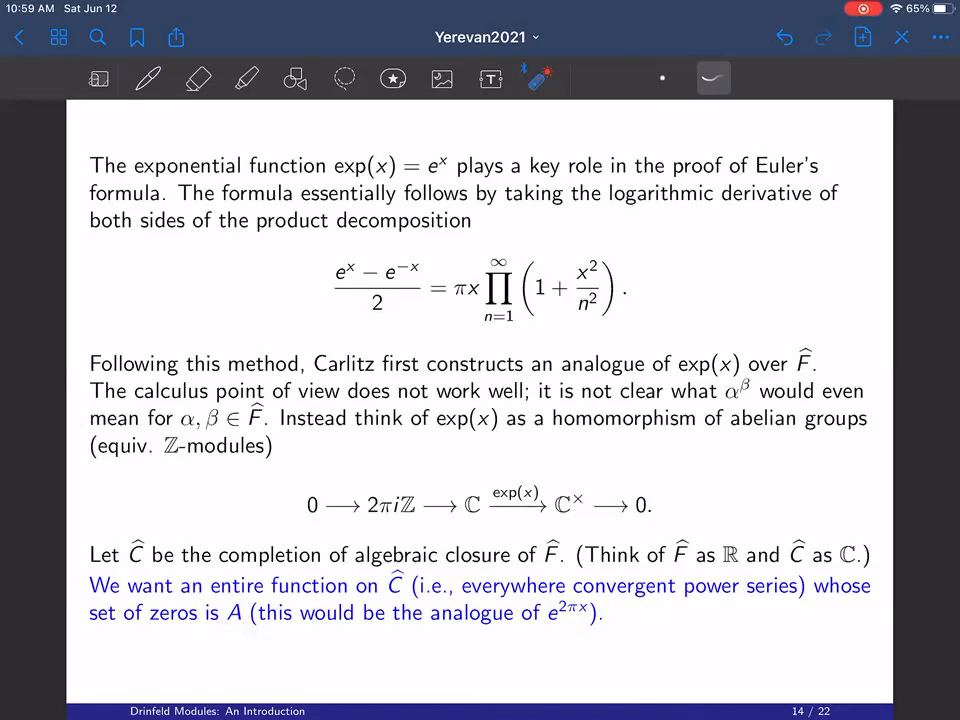 10:59 AM Sat Jun 12
65%
Yerevan2021
T
The exponential function exp(x) = eˣ plays a key role in the proof of Euler's
formula. The formula essentially follows by taking the logarithmic derivative of
both sides of the product decomposition
(eˣ − e⁻ˣ)/2 = πx ∏_{n=1}^{∞} (1 + x²/n²).
Following this method, Carlitz first constructs an analogue of exp(x) over F̂.
The calculus point of view does not work well; it is not clear what α^β would even
mean for α, β ∈ F̂. Instead think of exp(x) as a homomorphism of abelian groups
(equiv. ℤ-modules)
0 ⟶ 2πiℤ ⟶ ℂ —exp(x)⟶ ℂ^× ⟶ 0.
Let Ĉ be the completion of algebraic closure of F̂. (Think of F̂ as ℝ and Ĉ as ℂ.)
We want an entire function on Ĉ (i.e., everywhere convergent power series) whose
set of zeros is A (this would be the analogue of e^{2πx}).
Drinfeld Modules: An Introduction
14 / 22